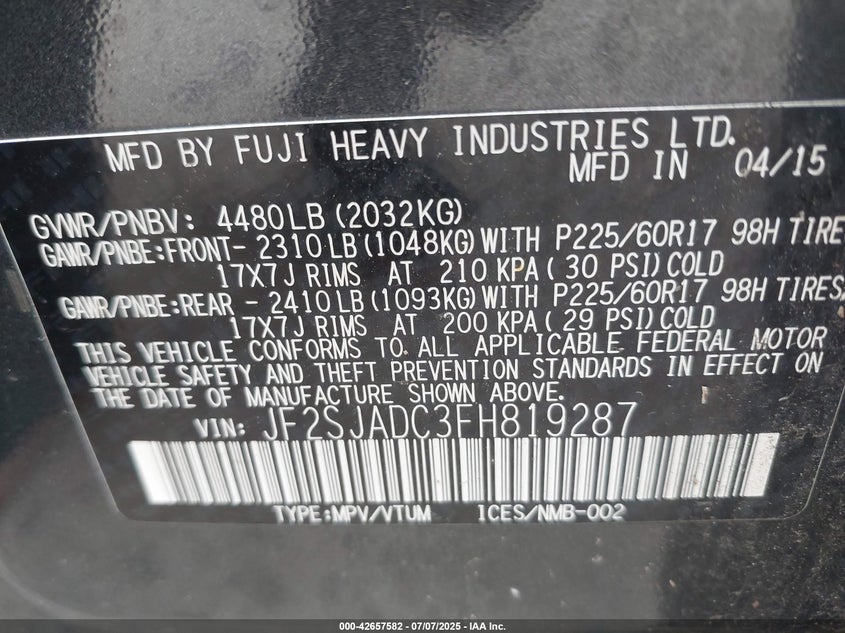 MFD BY FUJI HEAVY INDUSTRIES LTD.
MFD IN 04/15
GVWR/PNBV: 4480LB (2032KG)
GAWR/PNBE:FRONT- 2310LB (1048KG) WITH P225/60R17 98H TIRE
17X7J RIMS AT 210 KPA ( 30 PSI) COLD
GAWR/PNBE:REAR - 2410LB (1093KG) WITH P225/60R17 98H TIRES
17X7J RIMS AT 200 KPA ( 29 PSI) COLD
THIS VEHICLE CONFORMS TO ALL APPLICABLE FEDERAL MOTOR
VEHICLE SAFETY AND THEFT PREVENTION STANDARDS IN EFFECT ON
THE DATE OF MANUFACTURE SHOWN ABOVE.
VIN: JF2SJADC3FH819287
TYPE:MPV/VTUM ICES/NMB-002
000-42657582 - 07/07/2025 - IAA Inc.